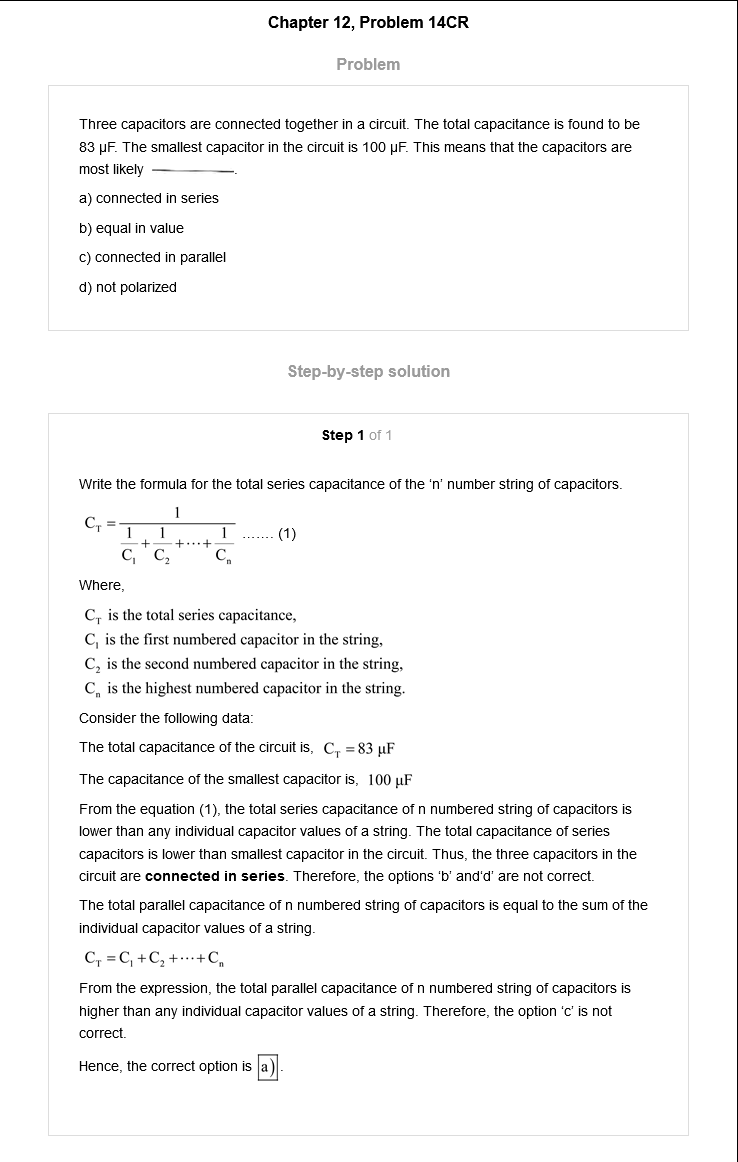 Chapter 12, Problem 14CR
Problem
Three capacitors are connected together in a circuit. The total capacitance is found to be
83 µF. The smallest capacitor in the circuit is 100 µF. This means that the capacitors are
most likely ________.
a) connected in series
b) equal in value
c) connected in parallel
d) not polarized
Step-by-step solution
Step 1 of 1
Write the formula for the total series capacitance of the ‘n’ number string of capacitors.
C_T = 1 / (1/C_1 + 1/C_2 + ··· + 1/C_n) ....... (1)
Where,
C_T is the total series capacitance,
C_1 is the first numbered capacitor in the string,
C_2 is the second numbered capacitor in the string,
C_n is the highest numbered capacitor in the string.
Consider the following data:
The total capacitance of the circuit is, C_T = 83 µF
The capacitance of the smallest capacitor is, 100 µF
From the equation (1), the total series capacitance of n numbered string of capacitors is
lower than any individual capacitor values of a string. The total capacitance of series
capacitors is lower than smallest capacitor in the circuit. Thus, the three capacitors in the
circuit are connected in series. Therefore, the options ‘b’ and‘d’ are not correct.
The total parallel capacitance of n numbered string of capacitors is equal to the sum of the
individual capacitor values of a string.
C_T = C_1 + C_2 + ··· + C_n
From the expression, the total parallel capacitance of n numbered string of capacitors is
higher than any individual capacitor values of a string. Therefore, the option ‘c’ is not
correct.
Hence, the correct option is a).